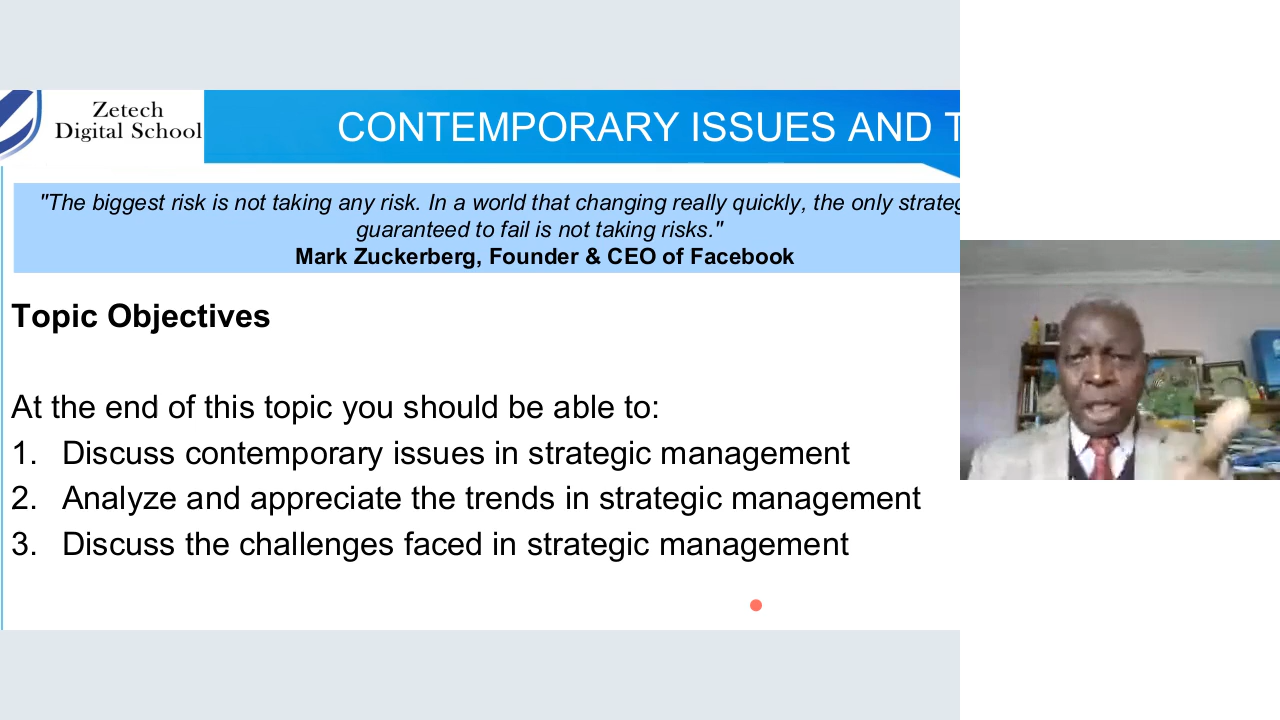 Zetech
Digital School
CONTEMPORARY ISSUES AND T
"The biggest risk is not taking any risk. In a world that changing really quickly, the only strateg
guaranteed to fail is not taking risks."
Mark Zuckerberg, Founder & CEO of Facebook
Topic Objectives
At the end of this topic you should be able to:
1. Discuss contemporary issues in strategic management
2. Analyze and appreciate the trends in strategic management
3. Discuss the challenges faced in strategic management